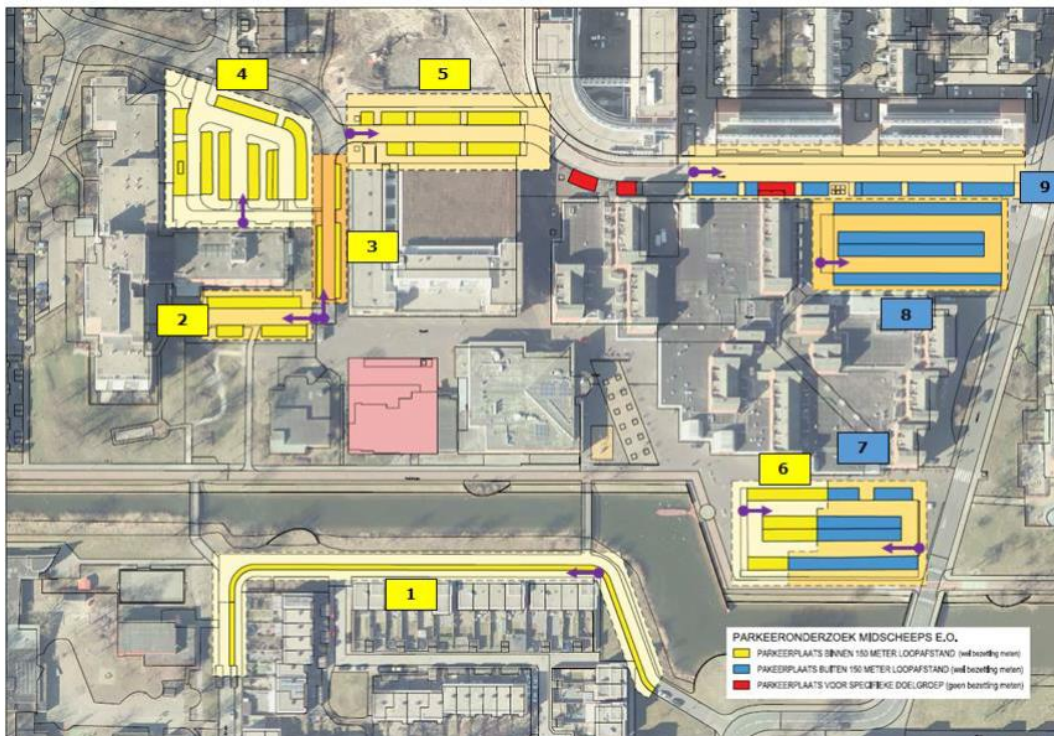 4
5
3
9
2
8
7
6
1
PARKEERONDERZOEK MIDSCHEEPS E.O.
PARKEERPLAATS BINNEN 150 METER LOOPAFSTAND (wel bezetting meten)
PAKEERPLAATS BUITEN 150 METER LOOPAFSTAND (wel bezetting meten)
PARKEERPLAATS VOOR SPECIFIEKE DOELGROEP (geen bezetting meten)